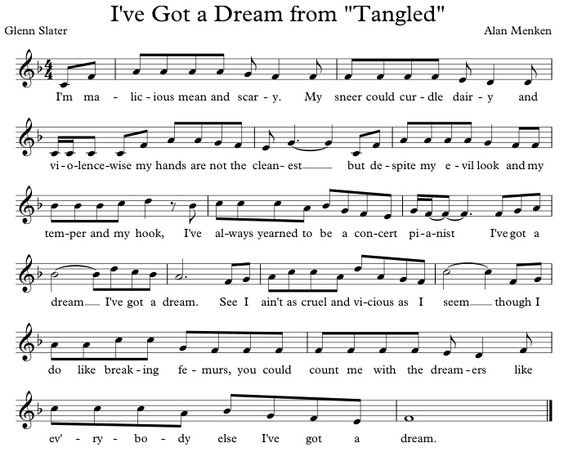 I've Got a Dream from "Tangled"
Glenn Slater Alan Menken
4
4
I'm ma - lic - ious mean and scar - y. My sneer could cur - dle dair - y and
vi - o-lence-wise my hands are not the clean - est but de - spite my e - vil look and my
tem-per and my hook, I've al-ways yearned to be a con-cert pi-a-nist I've got a
dream I've got a dream. See I ain't as cruel and vi-cious as I seem though I
do like break - ing fe - murs, you could count me with the dream - ers like
ev' - ry - bo - dy else I've got a dream.